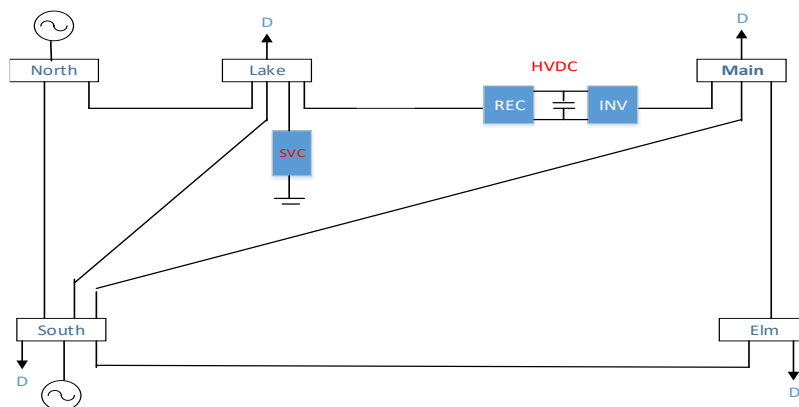 D
D
HVDC
North
Lake
Main
REC
INV
SVC
South
Elm
D
D